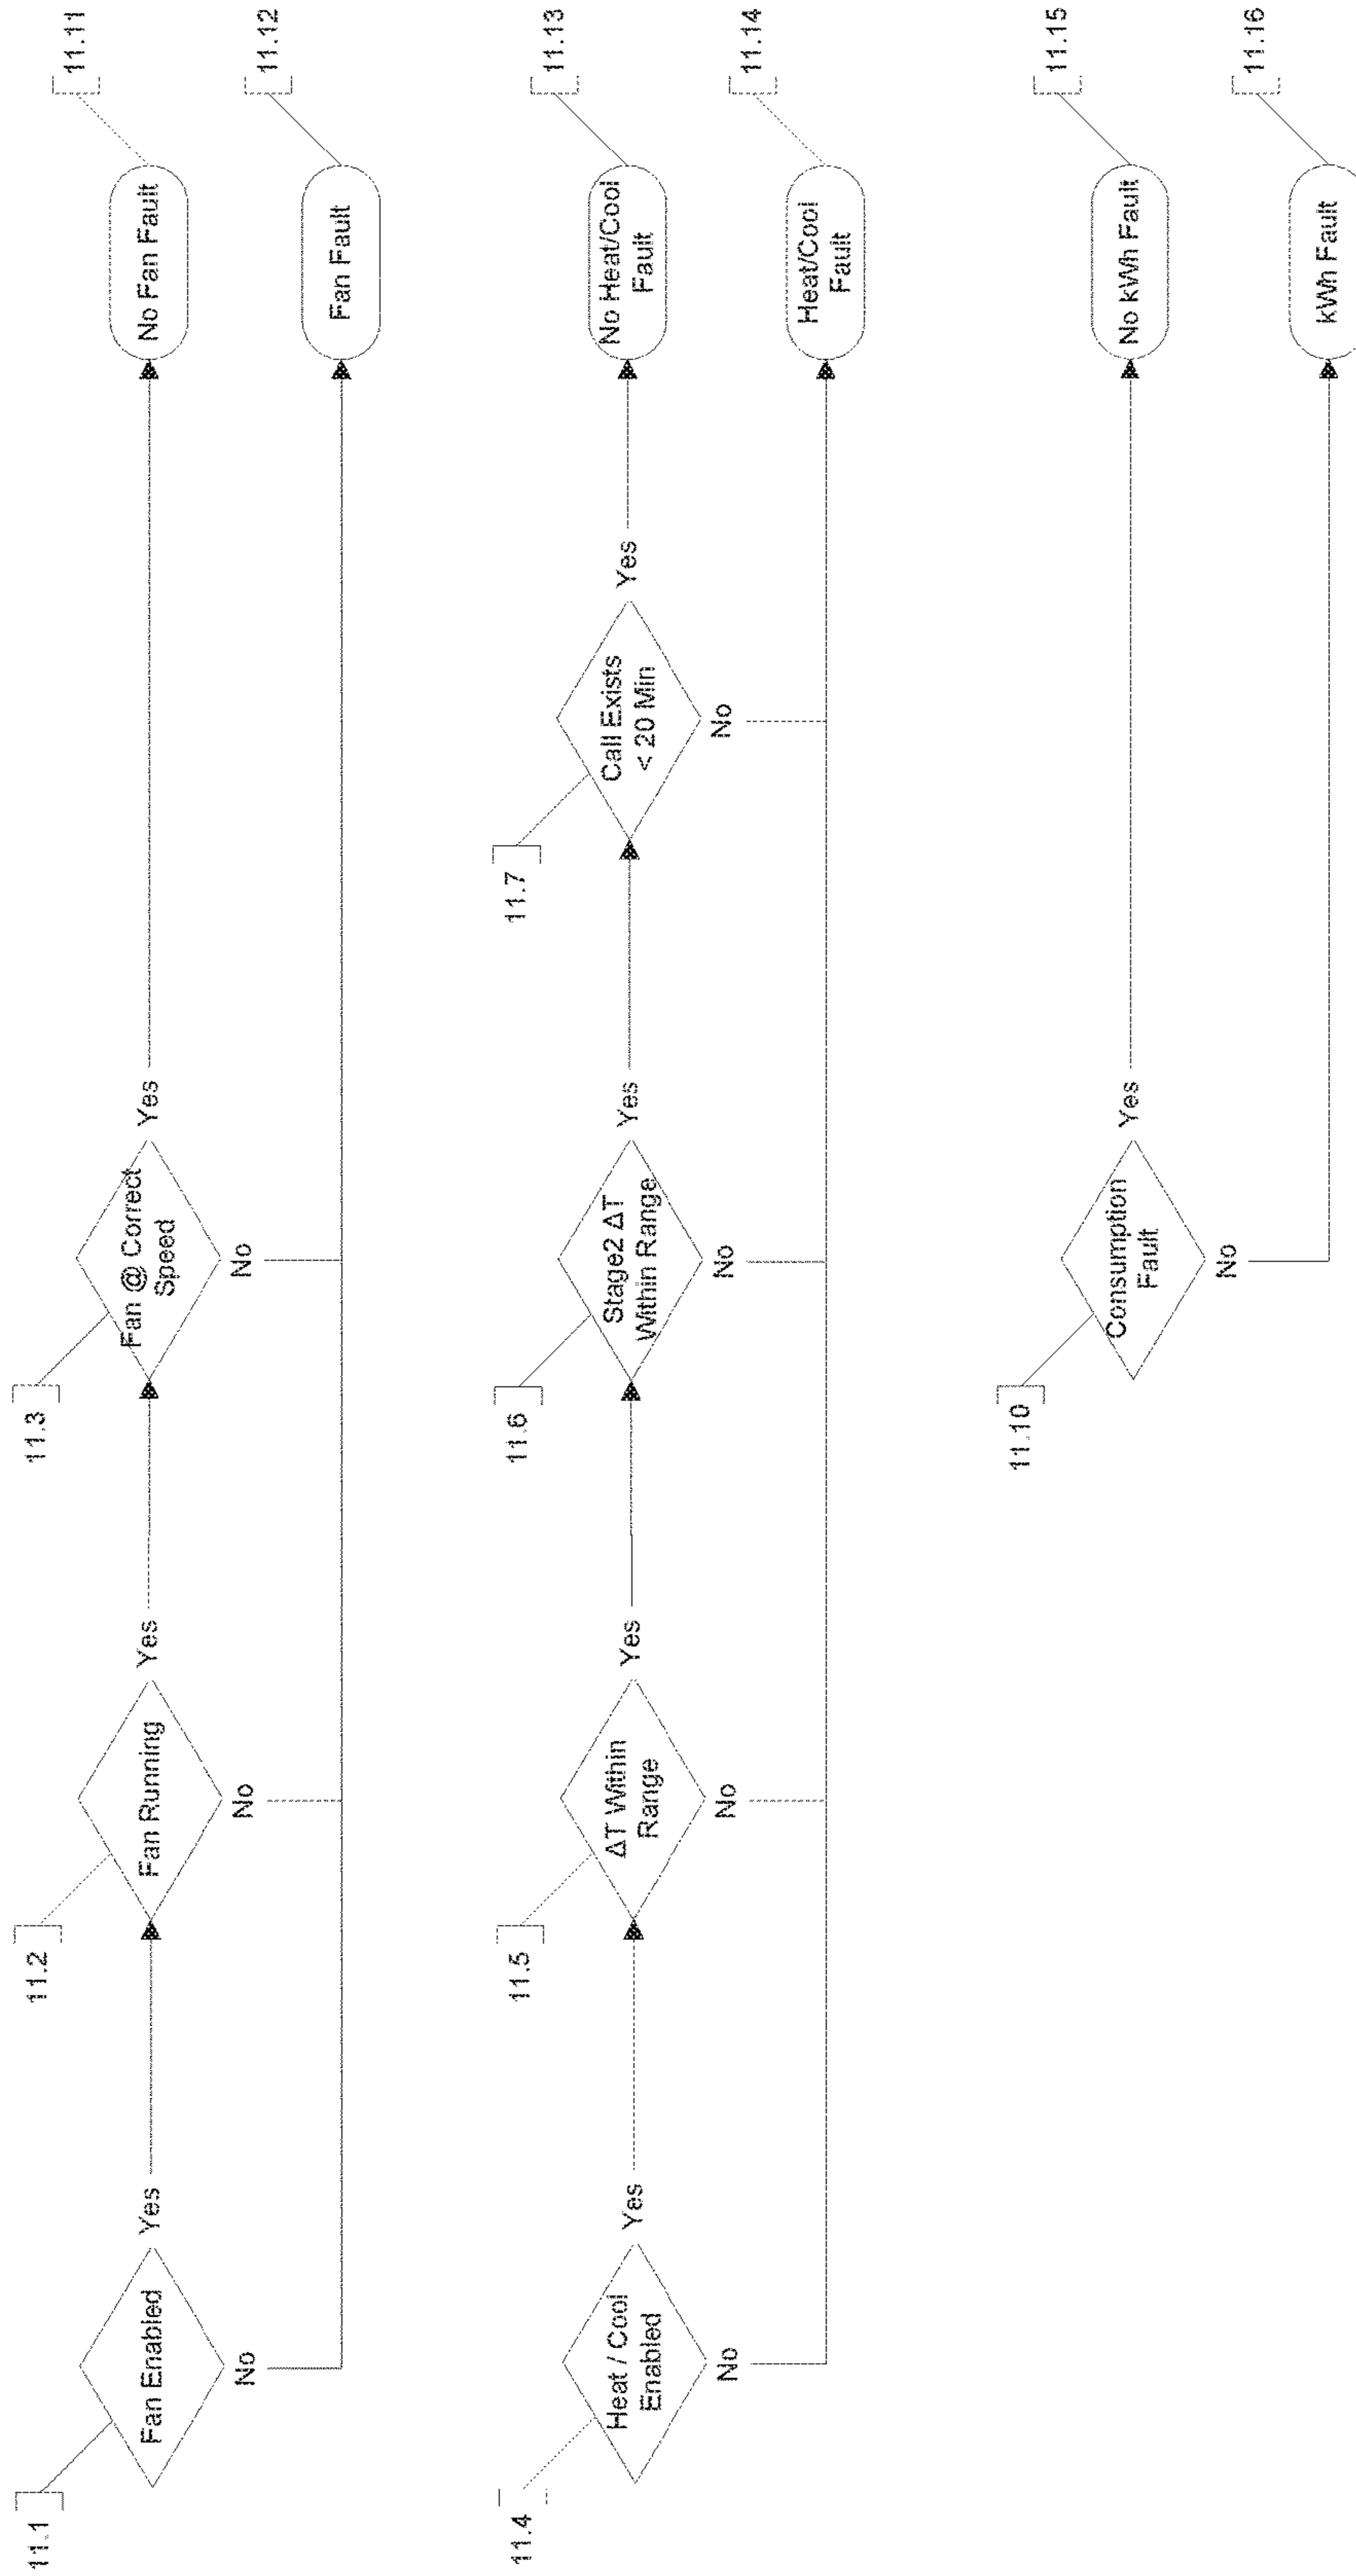 11.1
Fan Enabled
Yes
No
11.2
Fan Running
Yes
No
11.3
Fan @ Correct
Speed
Yes
No
No Fan Fault
11.11
Fan Fault
11.12
11.4
Heat / Cool
Enabled
Yes
No
11.5
ΔT Within
Range
Yes
No
11.6
Stage2 ΔT
Within Range
Yes
No
11.7
Call Exists
< 20 Min
Yes
No
No Heat/Cool
Fault
11.13
Heat/Cool
Fault
11.14
11.10
Consumption
Fault
Yes
No
No kWh Fault
11.15
kWh Fault
11.16